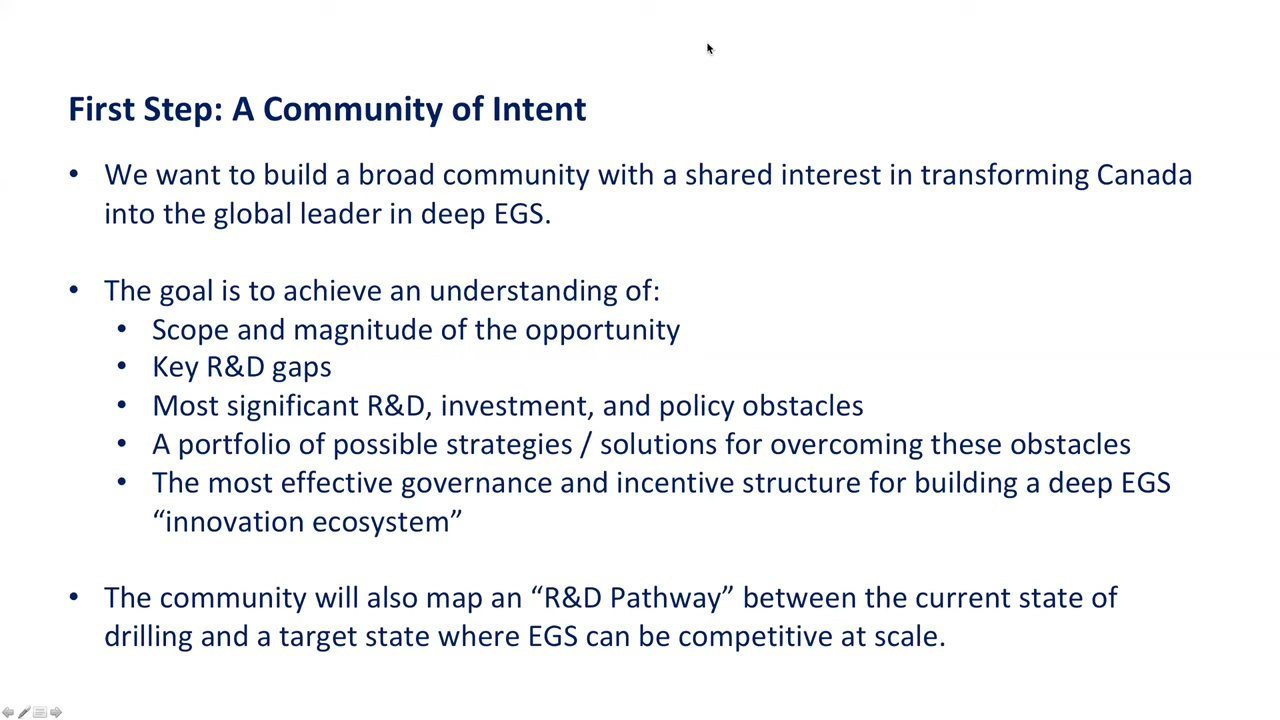 First Step: A Community of Intent
• We want to build a broad community with a shared interest in transforming Canada
into the global leader in deep EGS.
• The goal is to achieve an understanding of:
• Scope and magnitude of the opportunity
• Key R&D gaps
• Most significant R&D, investment, and policy obstacles
• A portfolio of possible strategies / solutions for overcoming these obstacles
• The most effective governance and incentive structure for building a deep EGS
“innovation ecosystem”
• The community will also map an “R&D Pathway” between the current state of
drilling and a target state where EGS can be competitive at scale.